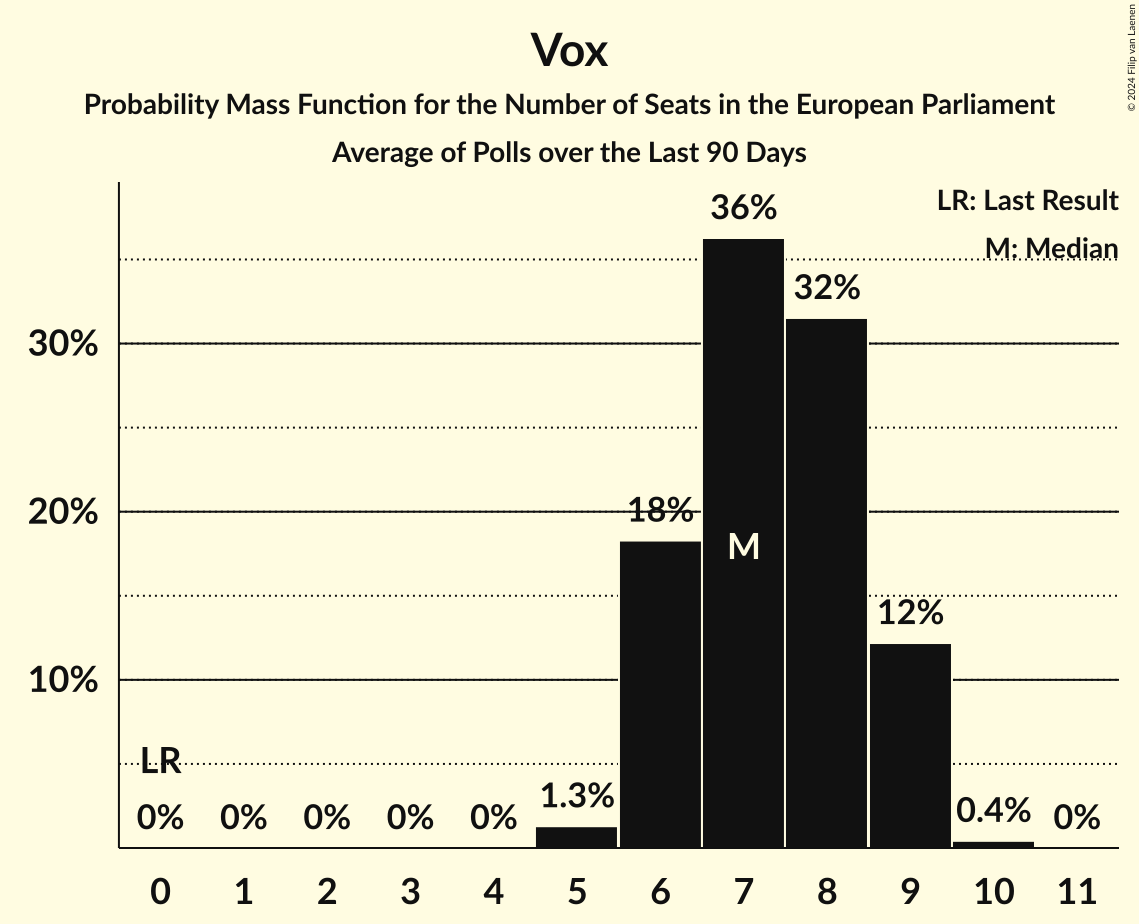 Vox
Probability Mass Function for the Number of Seats in the European Parliament
Average of Polls over the Last 90 Days
© 2024 Filip van Laenen
LR: Last Result
M: Median
36%
32%
30%
20%
18%
M
12%
10%
LR
0% 0% 0% 0% 0% 1.3% 0.4% 0%
0 1 2 3 4 5 6 7 8 9 10 11